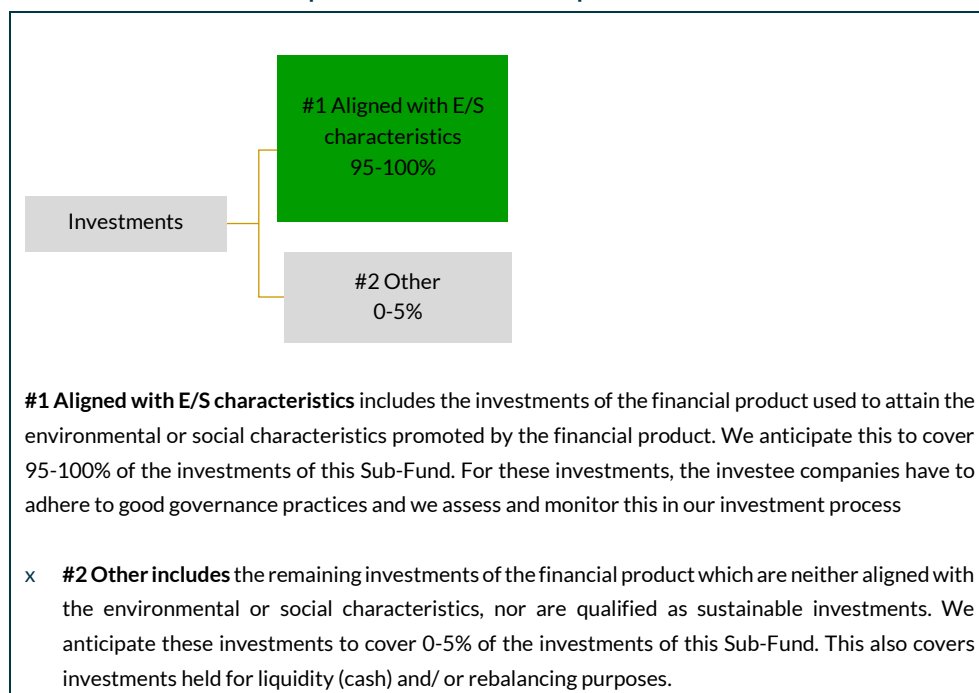 #1 Aligned with E/S
characteristics
95-100%
Investments
#2 Other
0-5%
#1 Aligned with E/S characteristics includes the investments of the financial product used to attain the
environmental or social characteristics promoted by the financial product. We anticipate this to cover
95-100% of the investments of this Sub-Fund. For these investments, the investee companies have to
adhere to good governance practices and we assess and monitor this in our investment process
x #2 Other includes the remaining investments of the financial product which are neither aligned with
the environmental or social characteristics, nor are qualified as sustainable investments. We
anticipate these investments to cover 0-5% of the investments of this Sub-Fund. This also covers
investments held for liquidity (cash) and/ or rebalancing purposes.